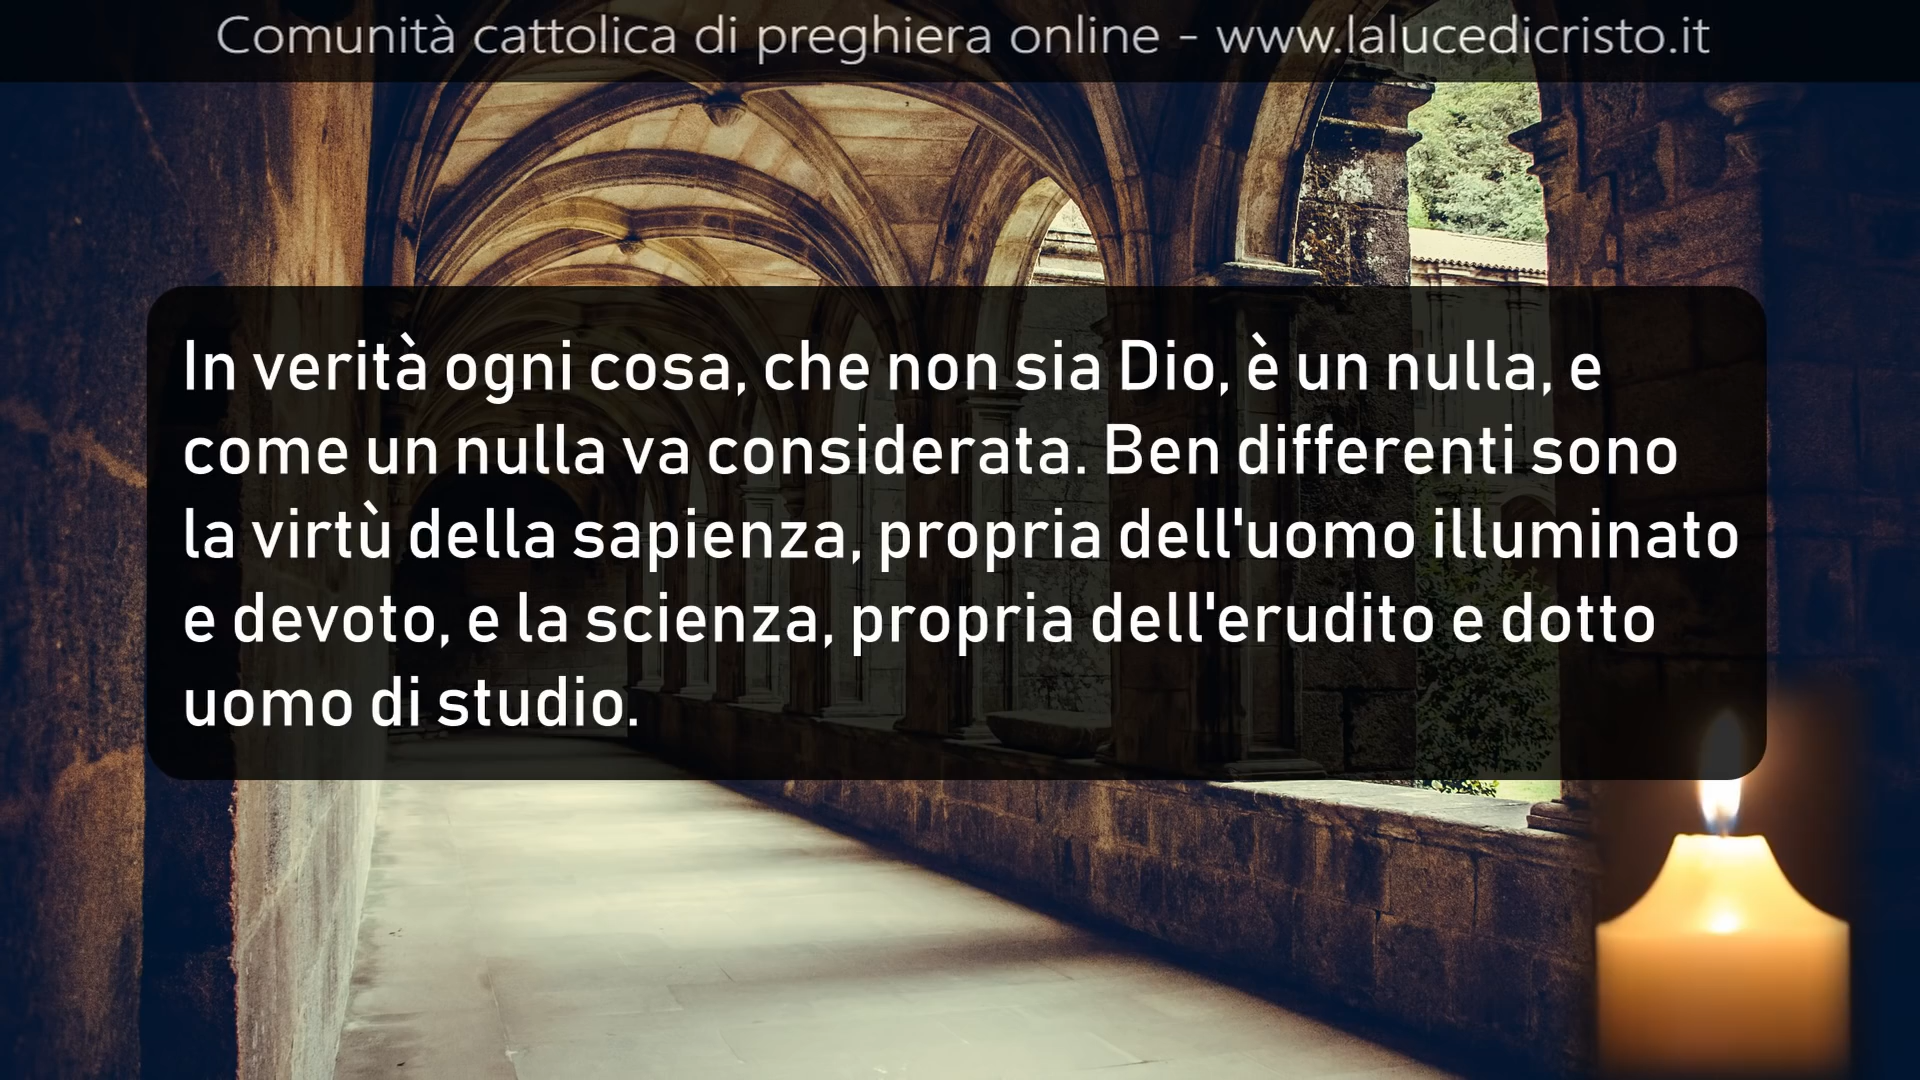 Comunità cattolica di preghiera online - www.lalucedicristo.it
In verità ogni cosa, che non sia Dio, è un nulla, e
come un nulla va considerata. Ben differenti sono
la virtù della sapienza, propria dell'uomo illuminato
e devoto, e la scienza, propria dell'erudito e dotto
uomo di studio.